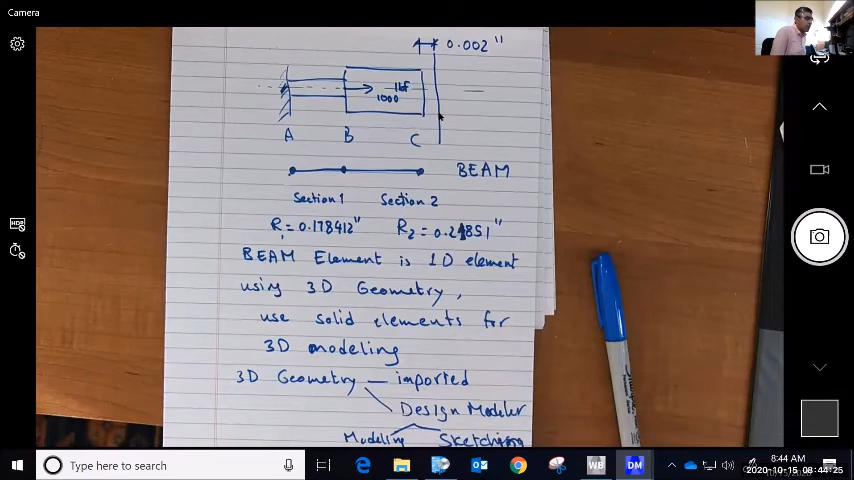 Camera
0.002"
1000 lbf
A B C
BEAM
Section 1 Section 2
R1 = 0.178412" R2 =
BEAM Element is 1D element
using 3D Geometry,
use solid elements for
3D modeling
3D Geometry — imported
Design Modeler
Modeling Sketching
Type here to search
WB
DM
8:44 AM
2020-10-15 08:44:25